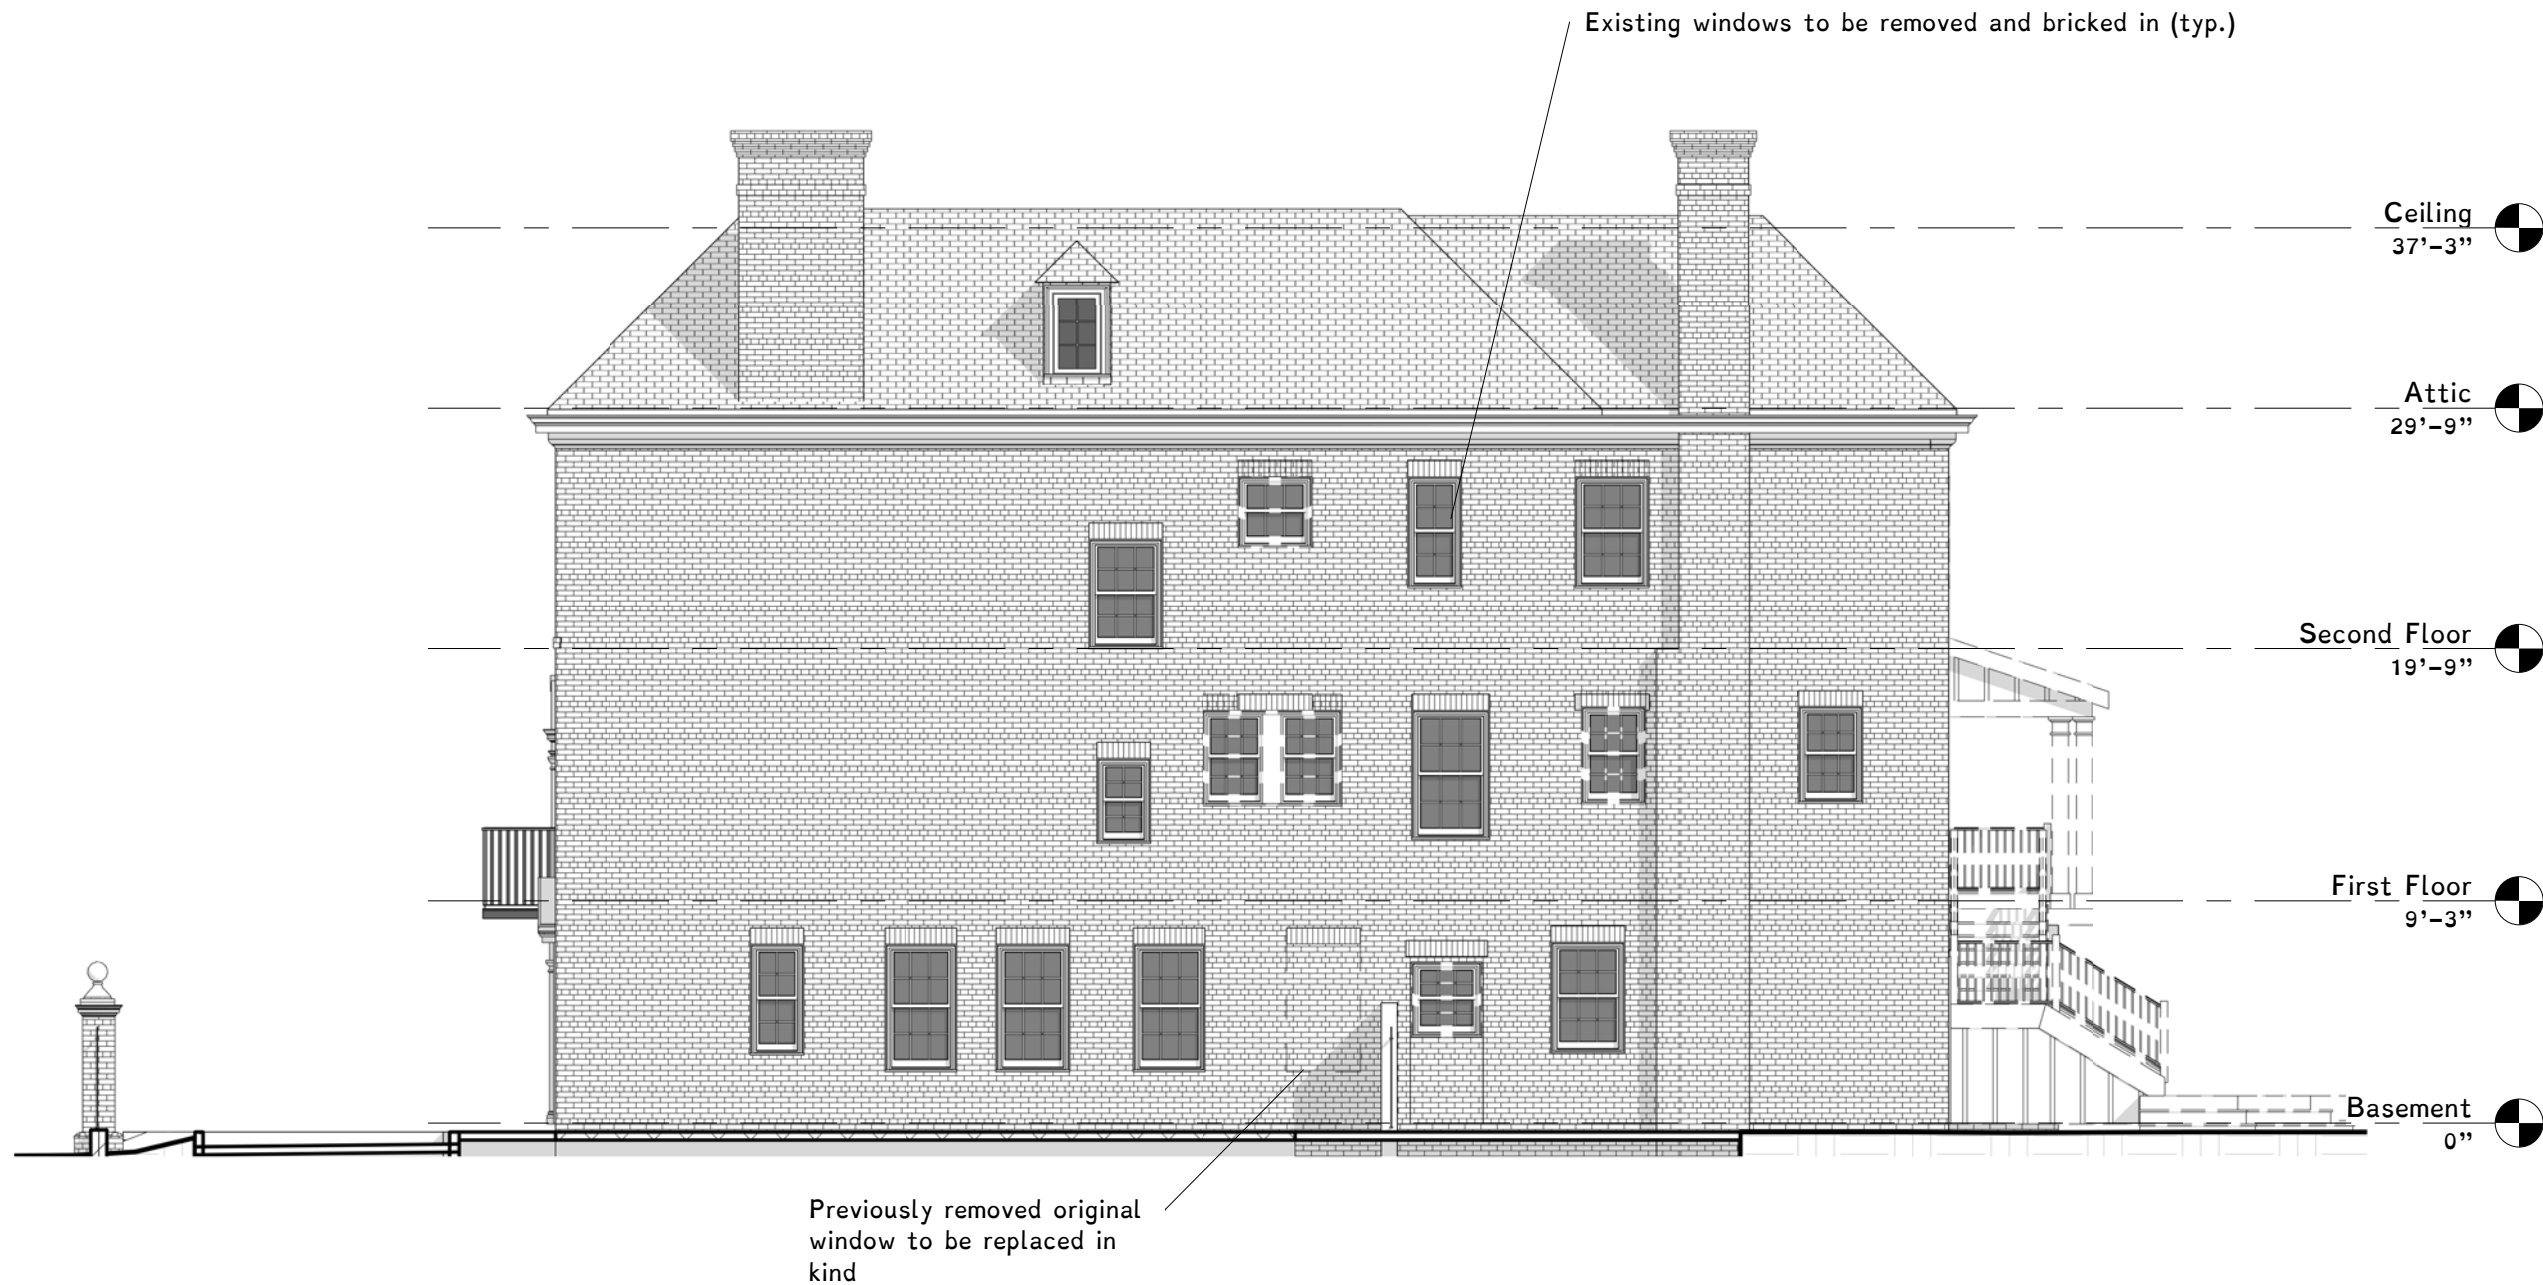 Existing windows to be removed and bricked in (typ.)
Ceiling
37’-3”
Attic
29’-9”
Second Floor
19’-9”
First Floor
9’-3”
Basement
0”
Previously removed original
window to be replaced in
kind